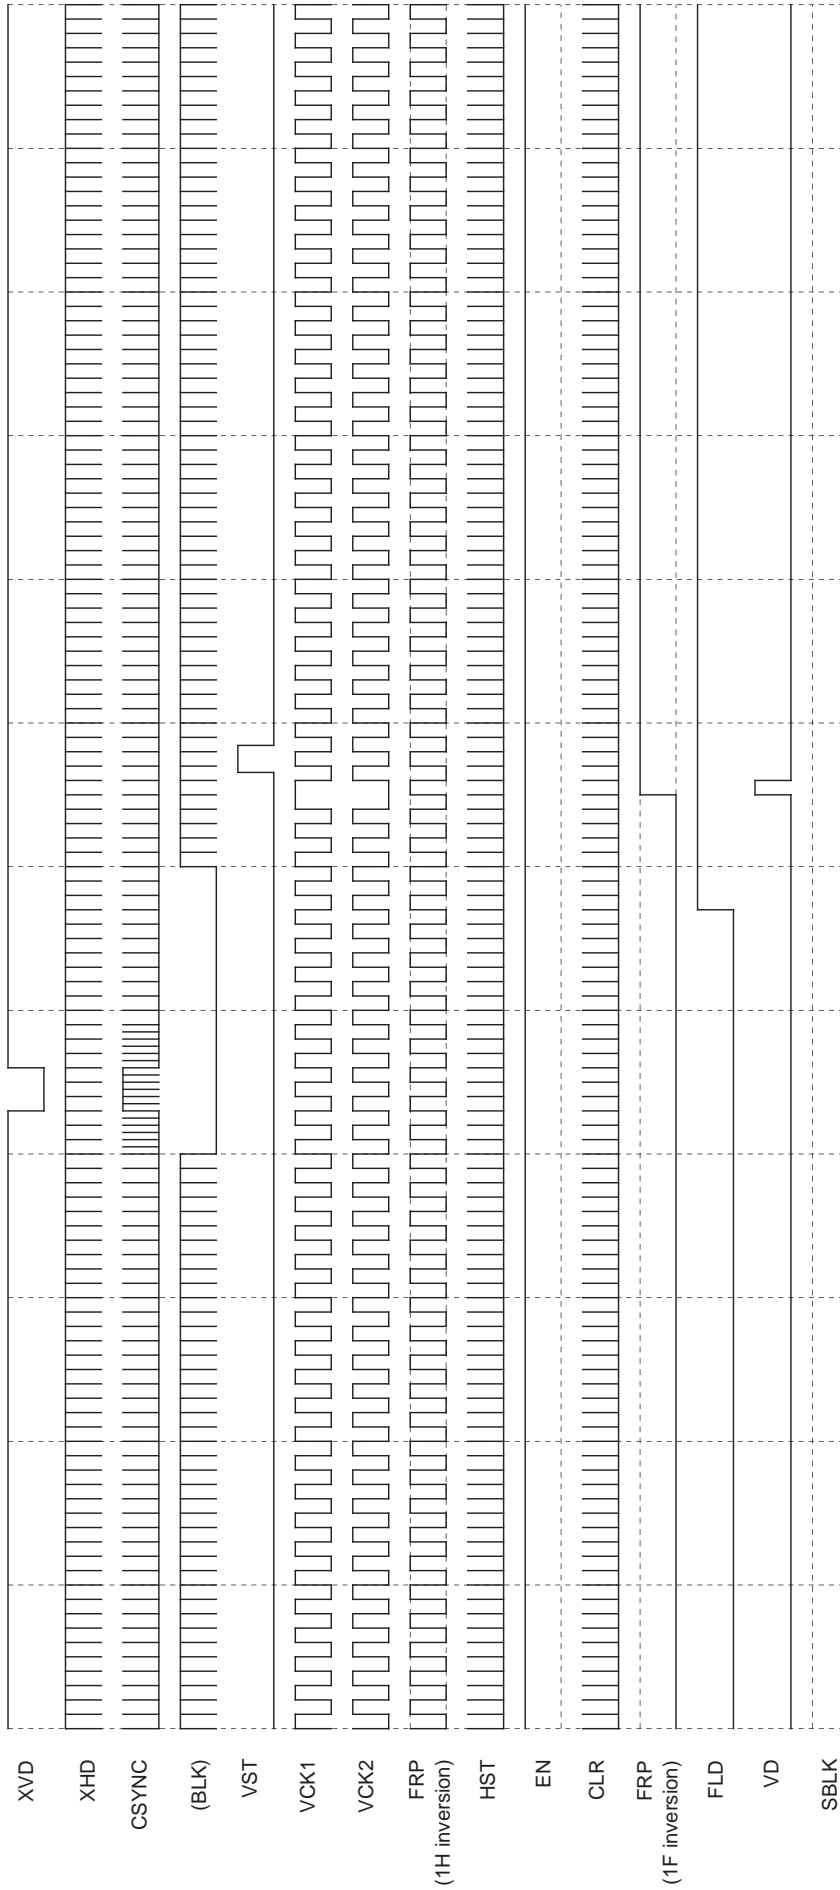 XVD
XHD
CSYNC
(BLK)
VST
VCK1
VCK2
FRP
(1H inversion)
HST
EN
CLR
FRP
(1F inversion)
FLD
VD
SBLK